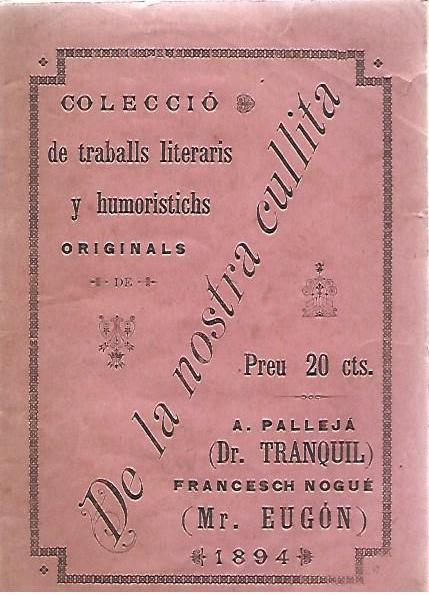 COLECCIÓ
de traballs literaris
y humoristichs
ORIGINALS
DE
De la nostra cullita
Preu 20 cts.
A. PALLEJÁ
(Dr. TRANQUIL)
FRANCESCH NOGUÉ
(Mr. EUGÓN)
1894